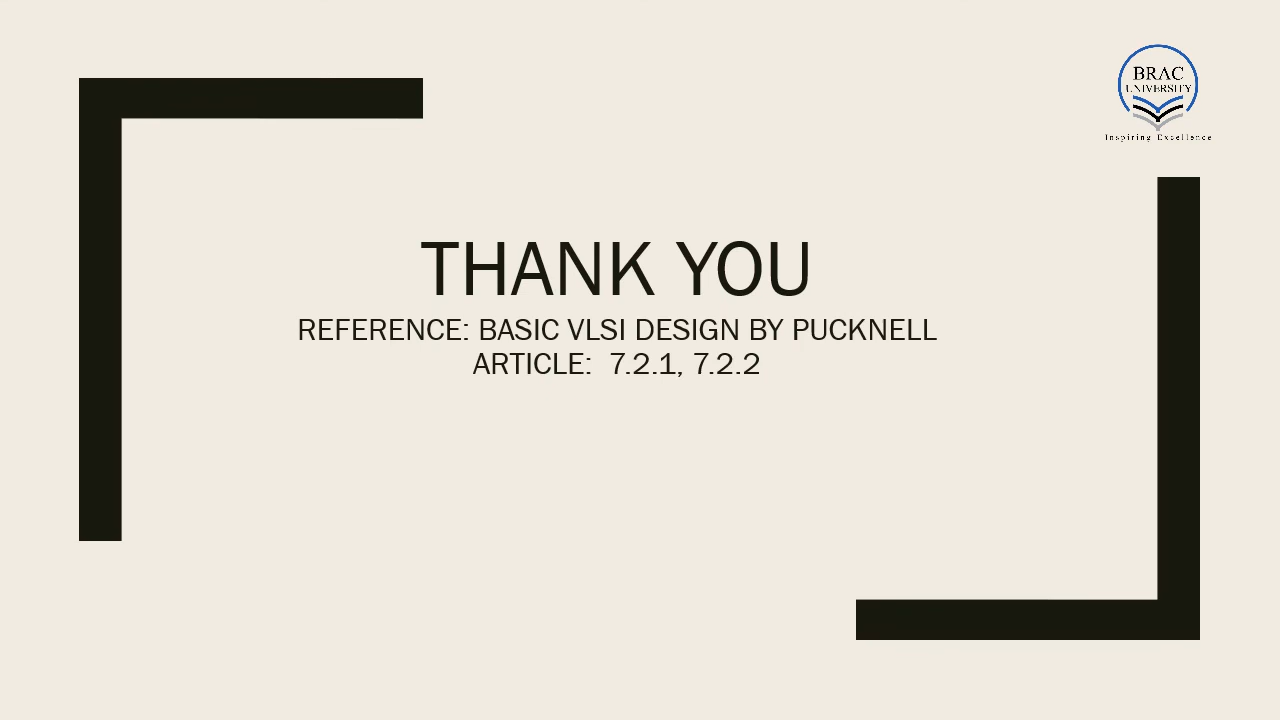 BRAC
UNIVERSITY
Inspiring Excellence
THANK YOU
REFERENCE: BASIC VLSI DESIGN BY PUCKNELL
ARTICLE:  7.2.1, 7.2.2